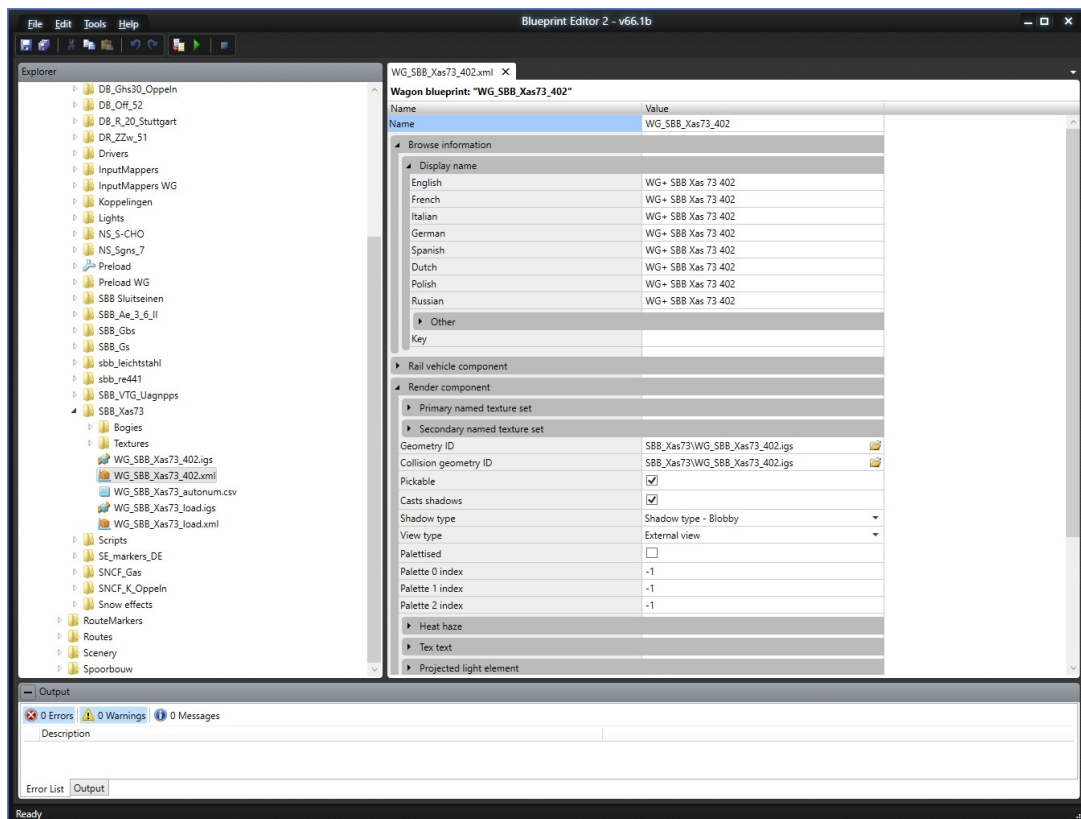 Blueprint Editor 2 - v66.1b
File Edit Tools Help
Explorer
DB_Ghs30_Oppeln
DB_Off_52
DB_R_20_Stuttgart
DR_ZZw_51
Drivers
InputMappers
InputMappers WG
Koppelingen
Lights
NS_S-CHO
NS_Sgns_7
Preload
Preload WG
SBB Sluitseinen
SBB_Ae_3_6_II
SBB_Gbs
SBB_Gs
sbb_leichtstahl
sbb_re441
SBB_VTG_Uagnpps
SBB_Xas73
Bogies
Textures
WG_SBB_Xas73_402.igs
WG_SBB_Xas73_402.xml
WG_SBB_Xas73_autonum.csv
WG_SBB_Xas73_load.igs
WG_SBB_Xas73_load.xml
Scripts
SE_markers_DE
SNCF_Gas
SNCF_K_Oppeln
Snow effects
RouteMarkers
Routes
Scenery
Spoorbouw
WG_SBB_Xas73_402.xml X
Wagon blueprint: "WG_SBB_Xas73_402"
Name Value
Name WG_SBB_Xas73_402
Browse information
Display name
English WG+ SBB Xas 73 402
French WG+ SBB Xas 73 402
Italian WG+ SBB Xas 73 402
German WG+ SBB Xas 73 402
Spanish WG+ SBB Xas 73 402
Dutch WG+ SBB Xas 73 402
Polish WG+ SBB Xas 73 402
Russian WG+ SBB Xas 73 402
Other
Key
Rail vehicle component
Render component
Primary named texture set
Secondary named texture set
Geometry ID SBB_Xas73\WG_SBB_Xas73_402.igs
Collision geometry ID SBB_Xas73\WG_SBB_Xas73_402.igs
Pickable
Casts shadows
Shadow type Shadow type - Blobby
View type External view
Palettised
Palette 0 index -1
Palette 1 index -1
Palette 2 index -1
Heat haze
Tex text
Projected light element
Output
0 Errors 0 Warnings 0 Messages
Description
Error List Output
Ready